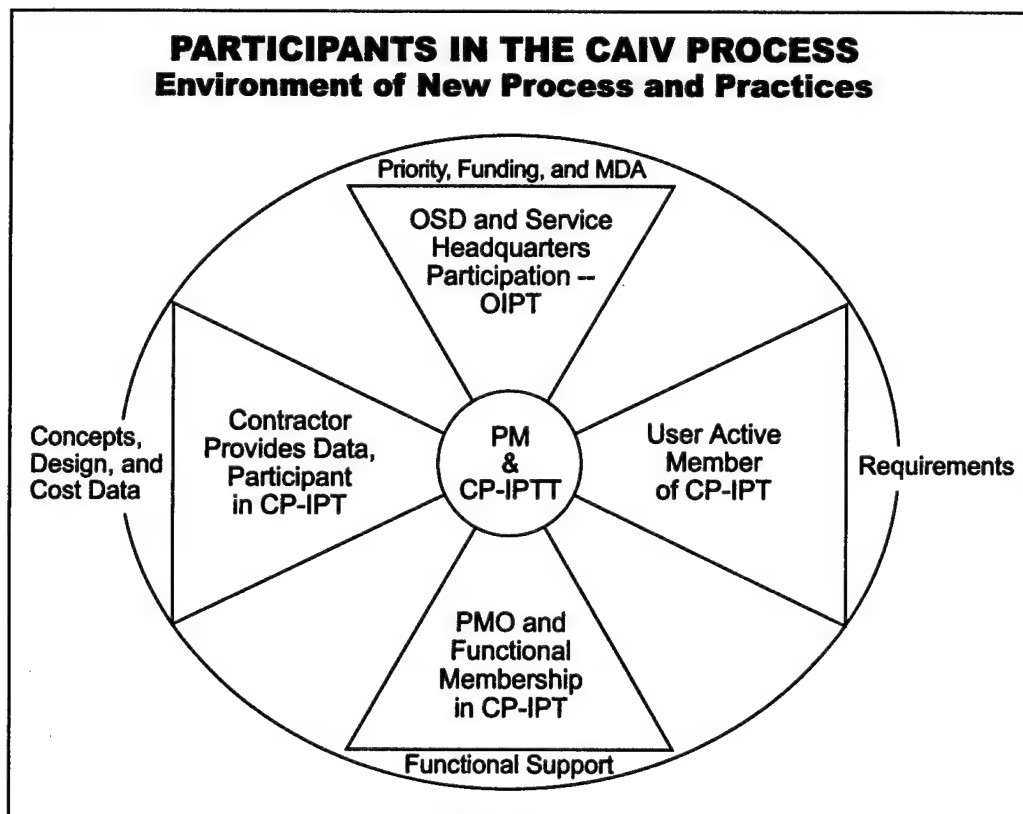 PARTICIPANTS IN THE CAIV PROCESS
Environment of New Process and Practices
Priority, Funding, and MDA
OSD and Service
Headquarters
Participation --
OIPT
Concepts,
Design, and
Cost Data
Contractor
Provides Data,
Participant
in CP-IPT
PM
&
CP-IPTT
User Active
Member
of CP-IPT
Requirements
PMO and
Functional
Membership
in CP-IPT
Functional Support